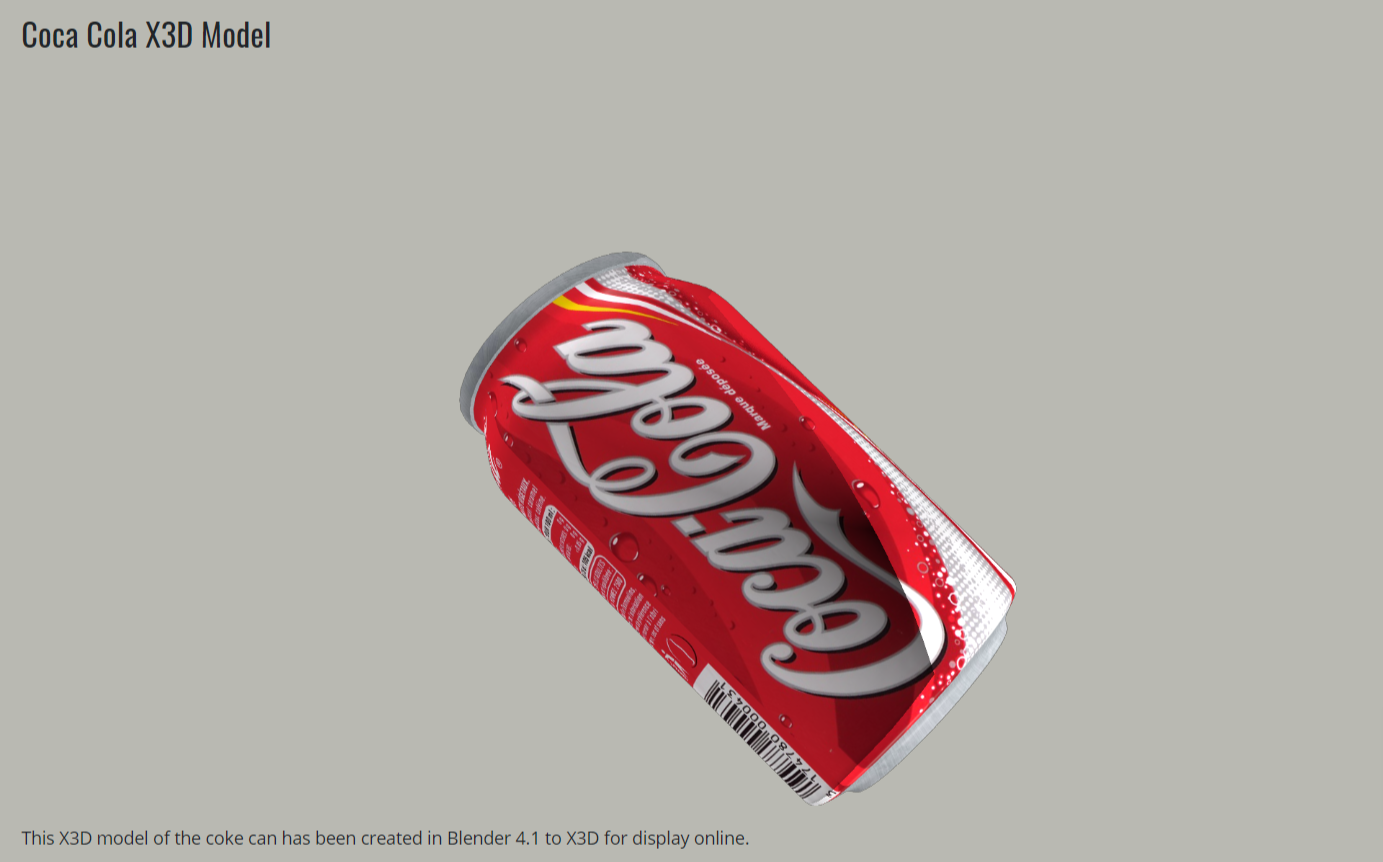 Coca Cola X3D Model
Coca-Cola
Marque déposée
This X3D model of the coke can has been created in Blender 4.1 to X3D for display online.